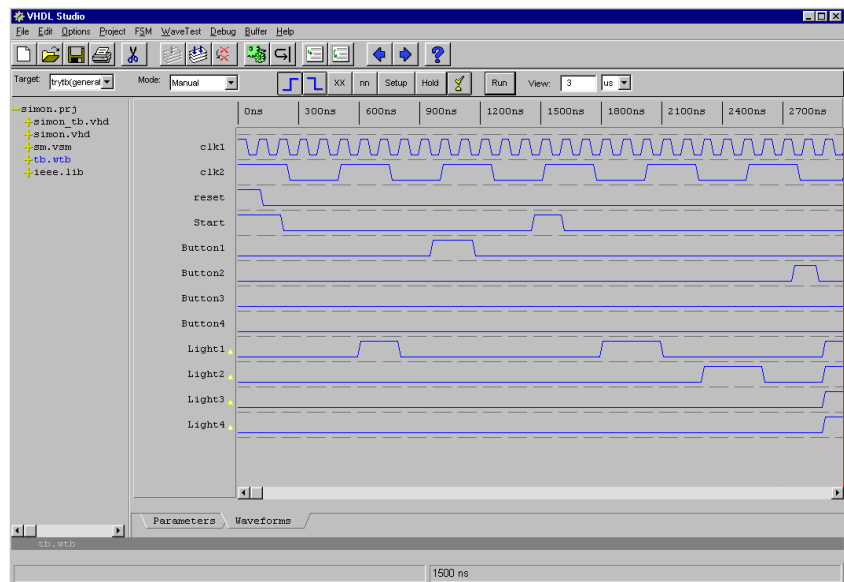 VHDL Studio
File Edit Options Project FSM WaveTest Debug Buffer Help
Target: trytb(general Mode: Manual XX nn Setup Hold Run View: 3 us
simon.prj
simon_tb.vhd
simon.vhd
sm.vsm
tb.wtb
ieee.lib
0ns 300ns 600ns 900ns 1200ns 1500ns 1800ns 2100ns 2400ns 2700ns
clk1
clk2
reset
Start
Button1
Button2
Button3
Button4
Light1
Light2
Light3
Light4
Parameters Waveforms
tb.wtb
1500 ns